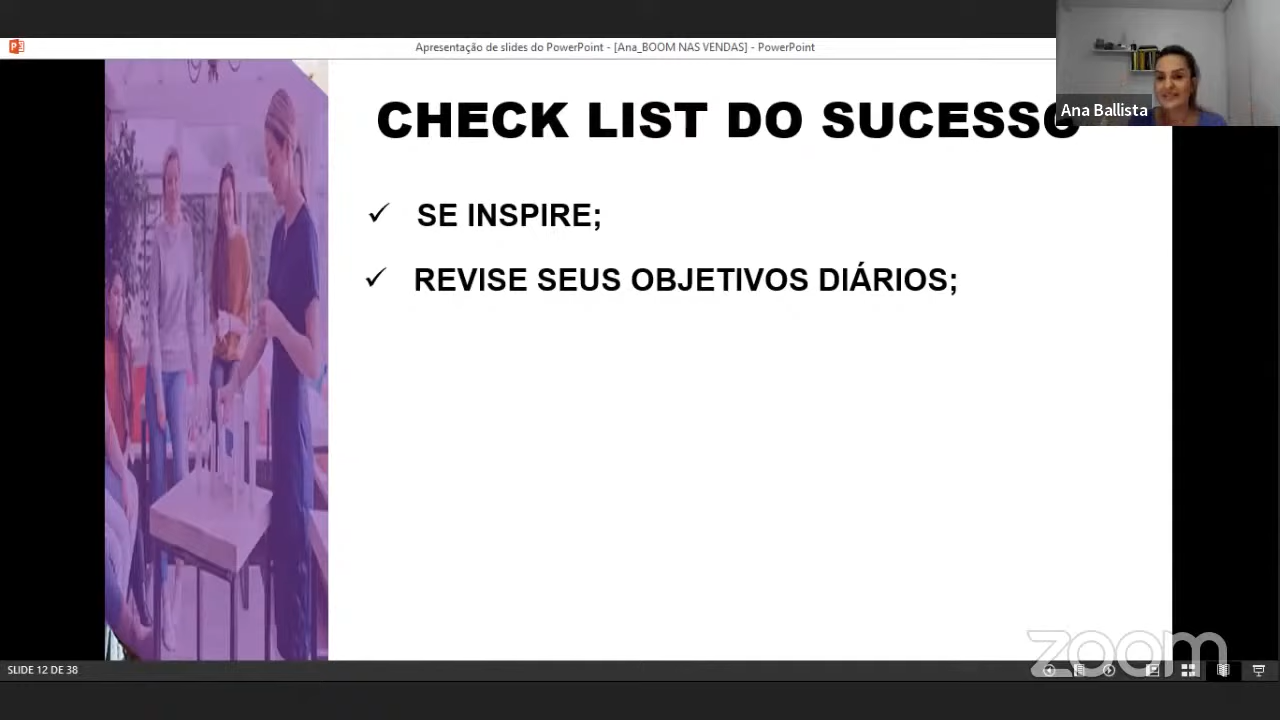 Apresentação de slides do PowerPoint - [Ana_BOOM NAS VENDAS] - PowerPoint
Ana Ballista
CHECK LIST DO SUCESSO
✓ SE INSPIRE;
✓ REVISE SEUS OBJETIVOS DIÁRIOS;
zoom
SLIDE 12 DE 38